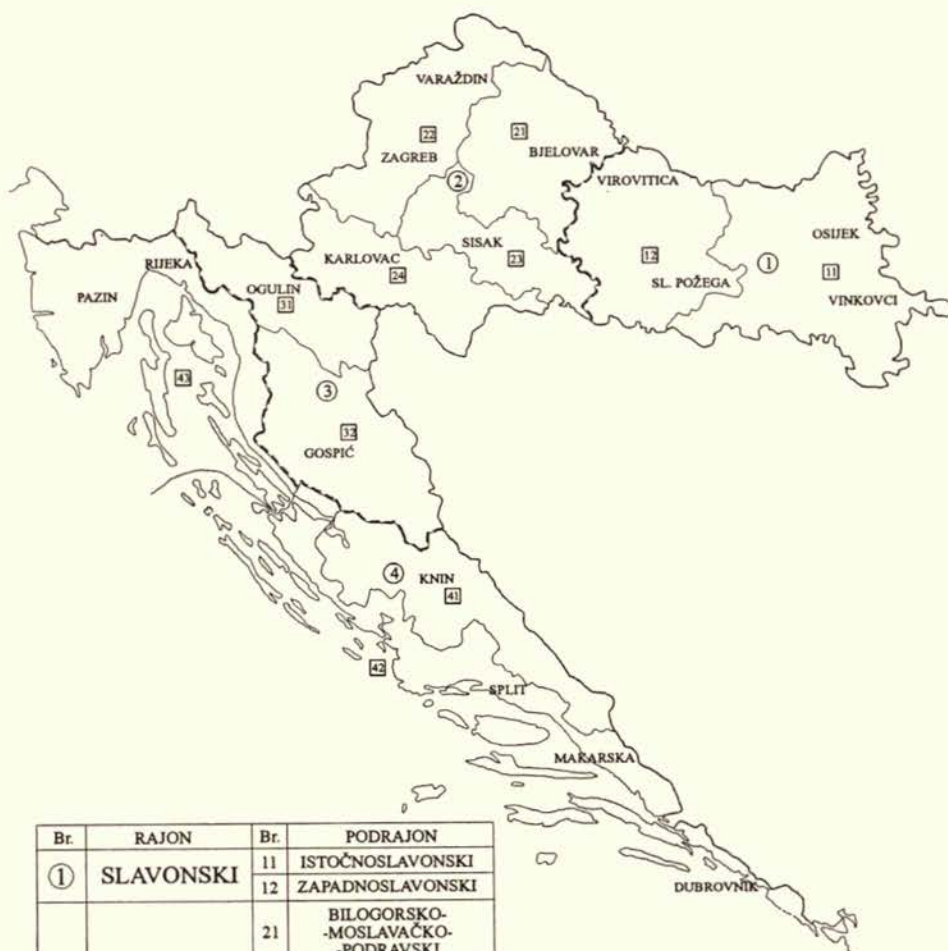 VARAŽDIN
22
21
ZAGREB
BJELOVAR
2
VIROVITICA
OSIJEK
SISAK
12
1
11
RIJEKA
KARLOVAC
23
24
SL. POŽEGA
PAZIN
OGULIN
31
VINKOVCI
43
3
32
GOSPIĆ
4
KNIN
41
42
SPLIT
MAKARSKA
DUBROVNIK
Br. RAJON Br. PODRAJON
1 SLAVONSKI 11 ISTOČNOSLAVONSKI
12 ZAPADNOSLAVONSKI
BILOGORSKO-
21 -MOSLAVAČKO-
-PODRAVSKI